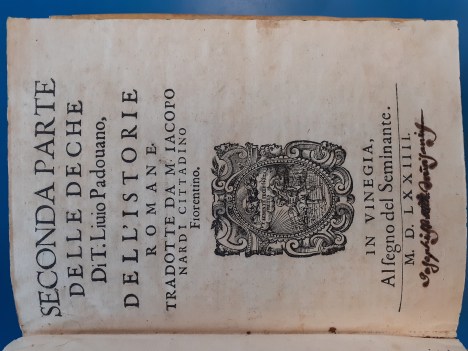 SECONDA PARTE
DELLE DECHE
Di T. Liuio Padouano,
DELL'ISTORIE
ROMANE
TRADOTTE DA M. IACOPO
NARDI CITTADINO
Fiorentino.
IN VINEGIA,
Al ſegno del Seminante.
M. D. LXXIIII.